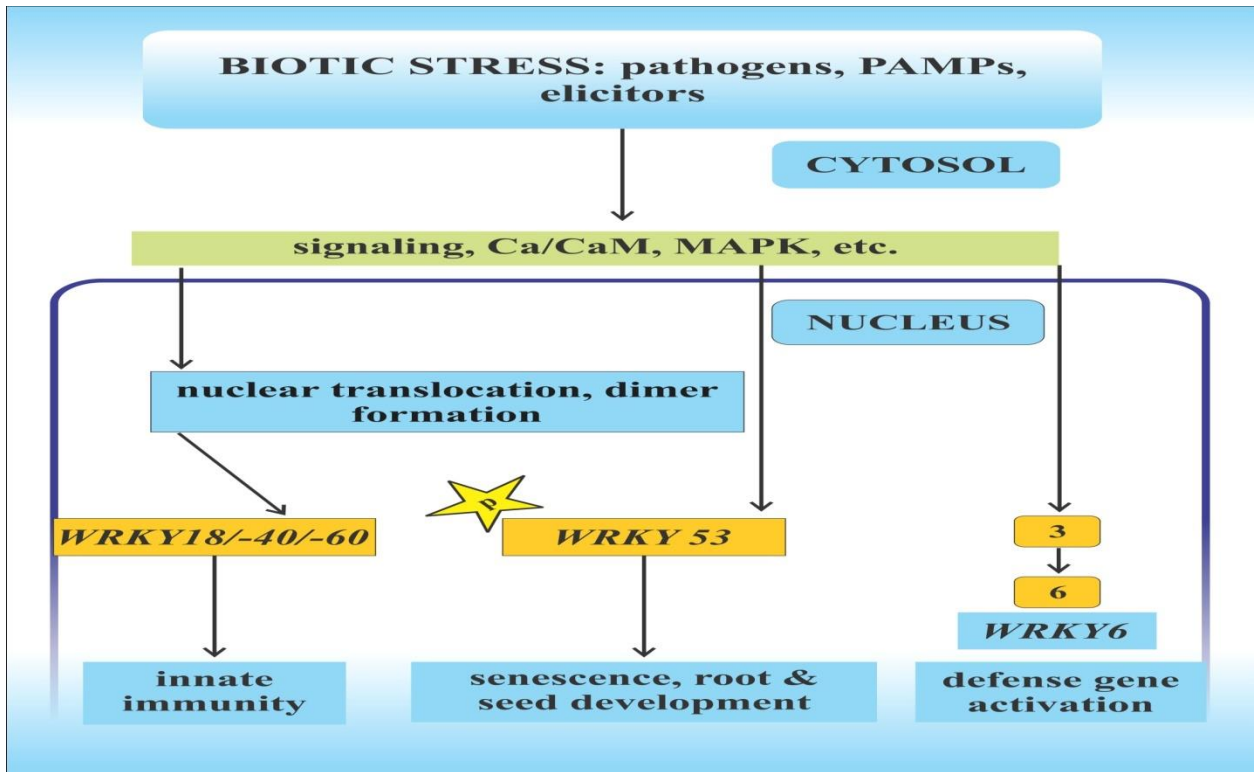 BIOTIC STRESS: pathogens, PAMPs,
elicitors
CYTOSOL
signaling, Ca/CaM, MAPK, etc.
NUCLEUS
nuclear translocation, dimer
formation
p
WRKY18/-40/-60
WRKY 53
3
6
WRKY6
innate
immunity
senescence, root &
seed development
defense gene
activation